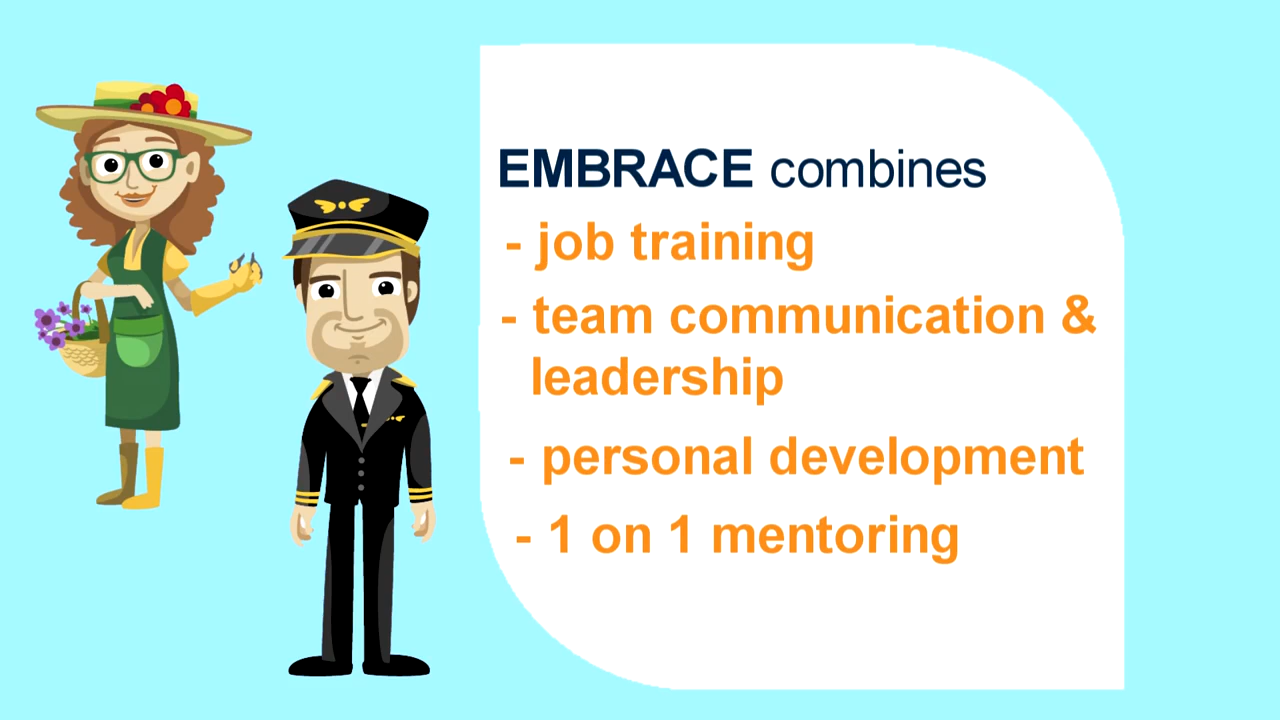 EMBRACE combines
- job training
- team communication &
leadership
- personal development
- 1 on 1 mentoring